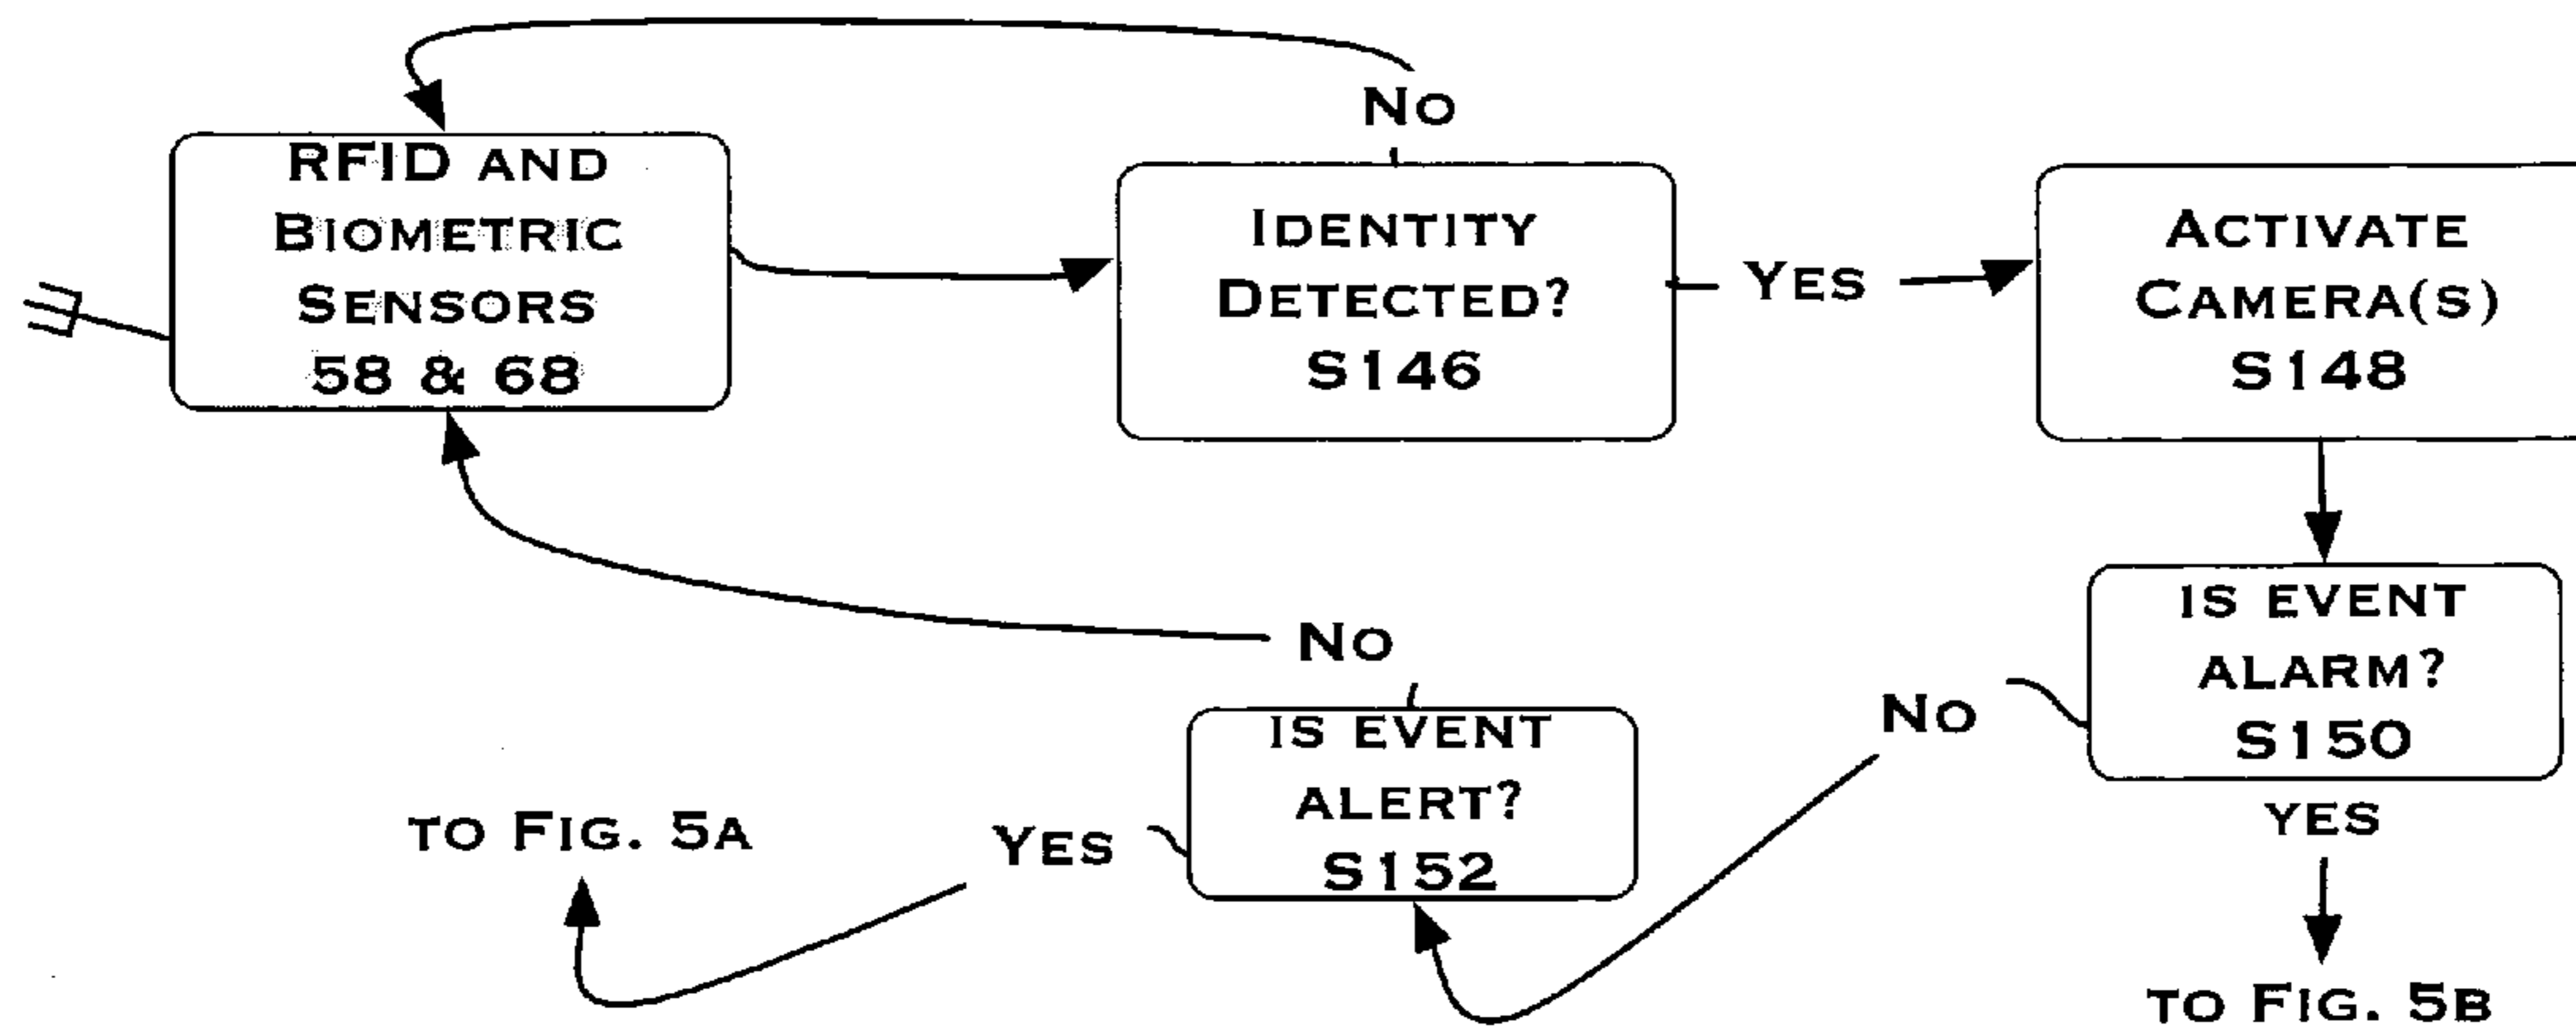 No
RFID and
Biometric
Sensors
58 & 68
Identity
Detected?
S146
Yes
Activate
Camera(s)
S148
is event
alarm?
S150
No
No
is event
alert?
S152
Yes
to Fig. 5A
yes
to Fig. 5B